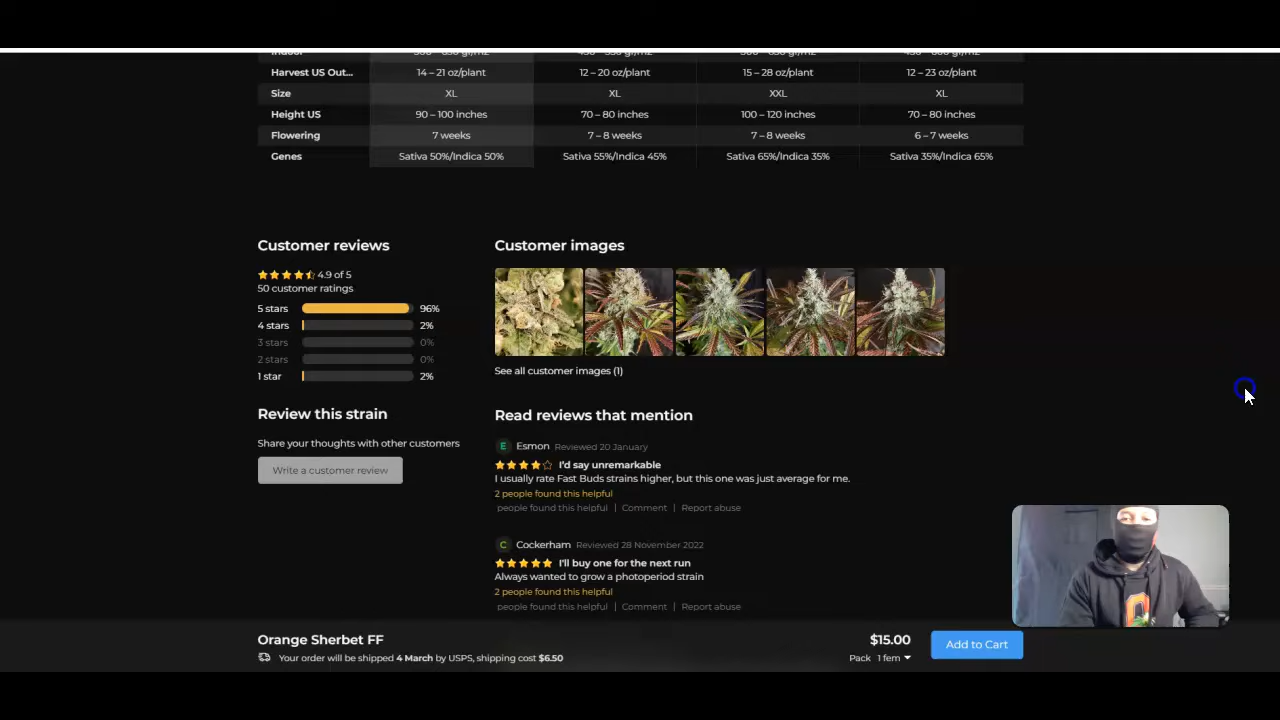 Indoor
Harvest US Out... 14 – 21 oz/plant 12 – 20 oz/plant 15 – 28 oz/plant 12 – 23 oz/plant
Size XL XL XXL XL
Height US 90 – 100 inches 70 – 80 inches 100 – 120 inches 70 – 80 inches
Flowering 7 weeks 7 – 8 weeks 7 – 8 weeks 6 – 7 weeks
Genes Sativa 50%/Indica 50% Sativa 55%/Indica 45% Sativa 65%/Indica 35% Sativa 35%/Indica 65%
Customer reviews
4.9 of 5
50 customer ratings
5 stars 96%
4 stars 2%
3 stars 0%
2 stars 0%
1 star 2%
Review this strain
Share your thoughts with other customers
Write a customer review
Customer images
See all customer images (1)
Read reviews that mention
E Esmon Reviewed 20 January
I'd say unremarkable
I usually rate Fast Buds strains higher, but this one was just average for me.
2 people found this helpful
people found this helpful | Comment | Report abuse
C Cockerham Reviewed 28 November 2022
I'll buy one for the next run
Always wanted to grow a photoperiod strain
2 people found this helpful
people found this helpful | Comment | Report abuse
Orange Sherbet FF
Your order will be shipped 4 March by USPS, shipping cost $6.50
$15.00
Pack 1 fem
Add to Cart